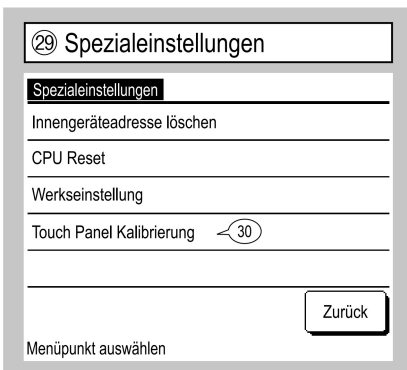 ㉙ Spezialeinstellungen
Spezialeinstellungen
Innengeräteadresse löschen
CPU Reset
Werkseinstellung
Touch Panel Kalibrierung 30
Zurück
Menüpunkt auswählen